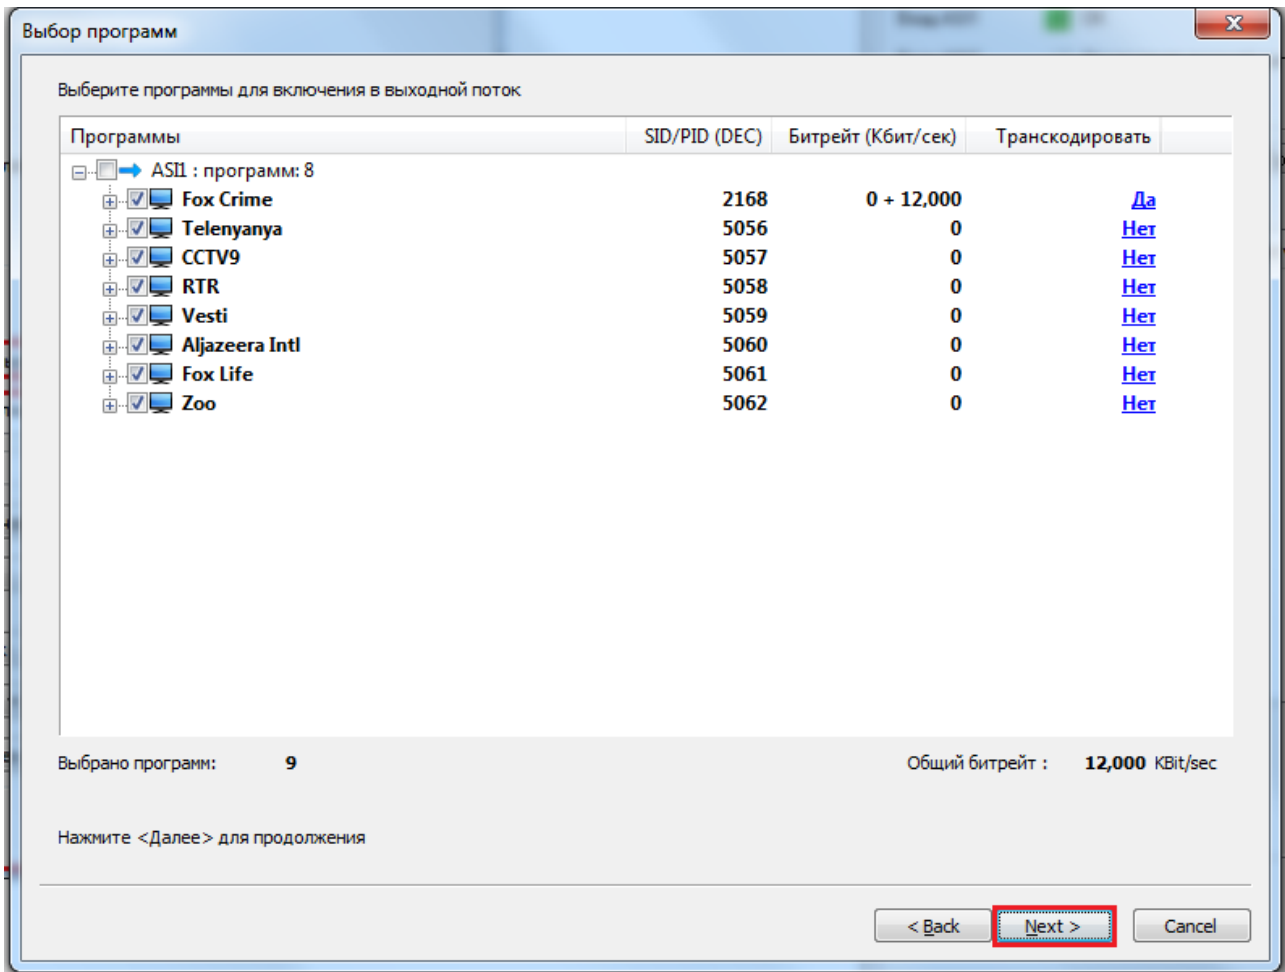 Выбор программ
Выберите программы для включения в выходной поток
Программы SID/PID (DEC) Битрейт (Кбит/сек) Транскодировать
ASI1 : программ: 8
Fox Crime 2168 0 + 12,000 Да
Telenyanya 5056 0 Нет
CCTV9 5057 0 Нет
RTR 5058 0 Нет
Vesti 5059 0 Нет
Aljazeera Intl 5060 0 Нет
Fox Life 5061 0 Нет
Zoo 5062 0 Нет
Выбрано программ: 9 Общий битрейт : 12,000 KBit/sec
Нажмите <Далее> для продолжения
< Back Next > Cancel